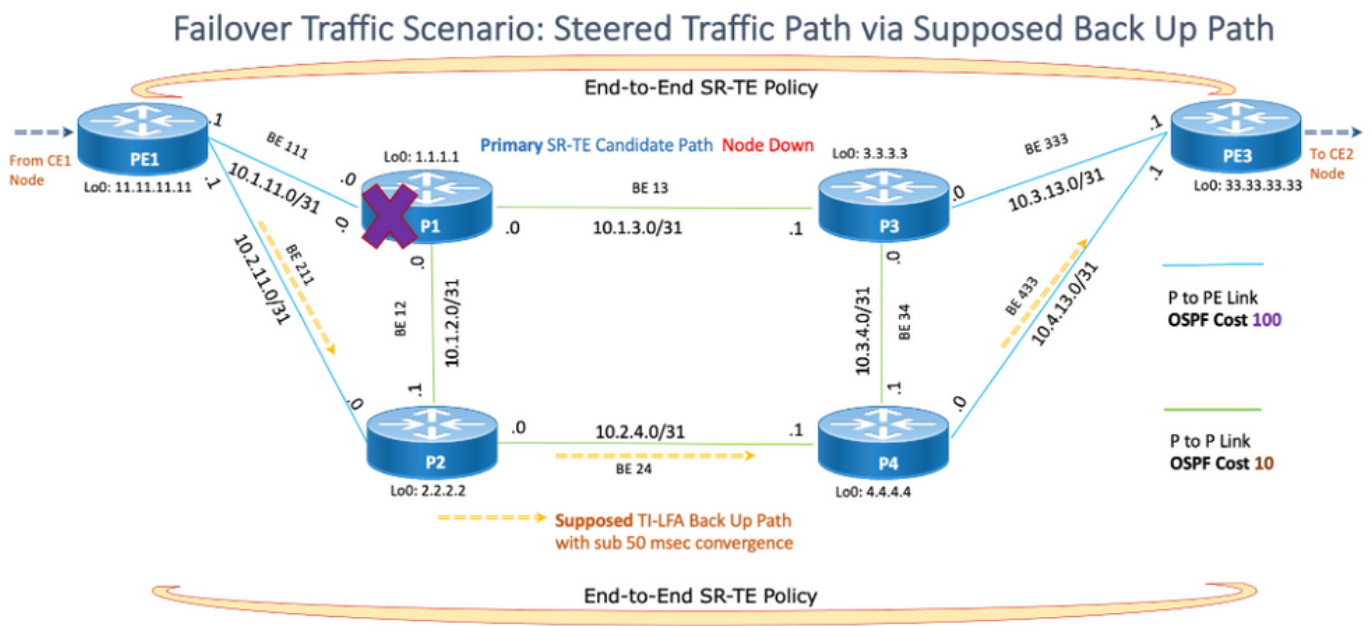 Failover Traffic Scenario: Steered Traffic Path via Supposed Back Up Path
End-to-End SR-TE Policy
PE1
From CE1
Node
Lo0: 11.11.11.11
.1
.1
BE 111
10.1.11.0/31
.0
.0
Lo0: 1.1.1.1
P1
.0
.0
Primary SR-TE Candidate Path Node Down
BE 13
10.1.3.0/31
.1
Lo0: 3.3.3.3
P3
.0
.0
BE 333
10.3.13.0/31
.1
.1
PE3
To CE2
Node
Lo0: 33.33.33.33
BE 211
10.2.11.0/31
.0
BE 12
10.1.2.0/31
.1
BE 34
10.3.4.0/31
.1
BE 433
10.4.13.0/31
.0
P to PE Link
OSPF Cost 100
P2
Lo0: 2.2.2.2
.0
10.2.4.0/31
.1
BE 24
P4
Lo0: 4.4.4.4
P to P Link
OSPF Cost 10
Supposed TI-LFA Back Up Path
with sub 50 msec convergence
End-to-End SR-TE Policy